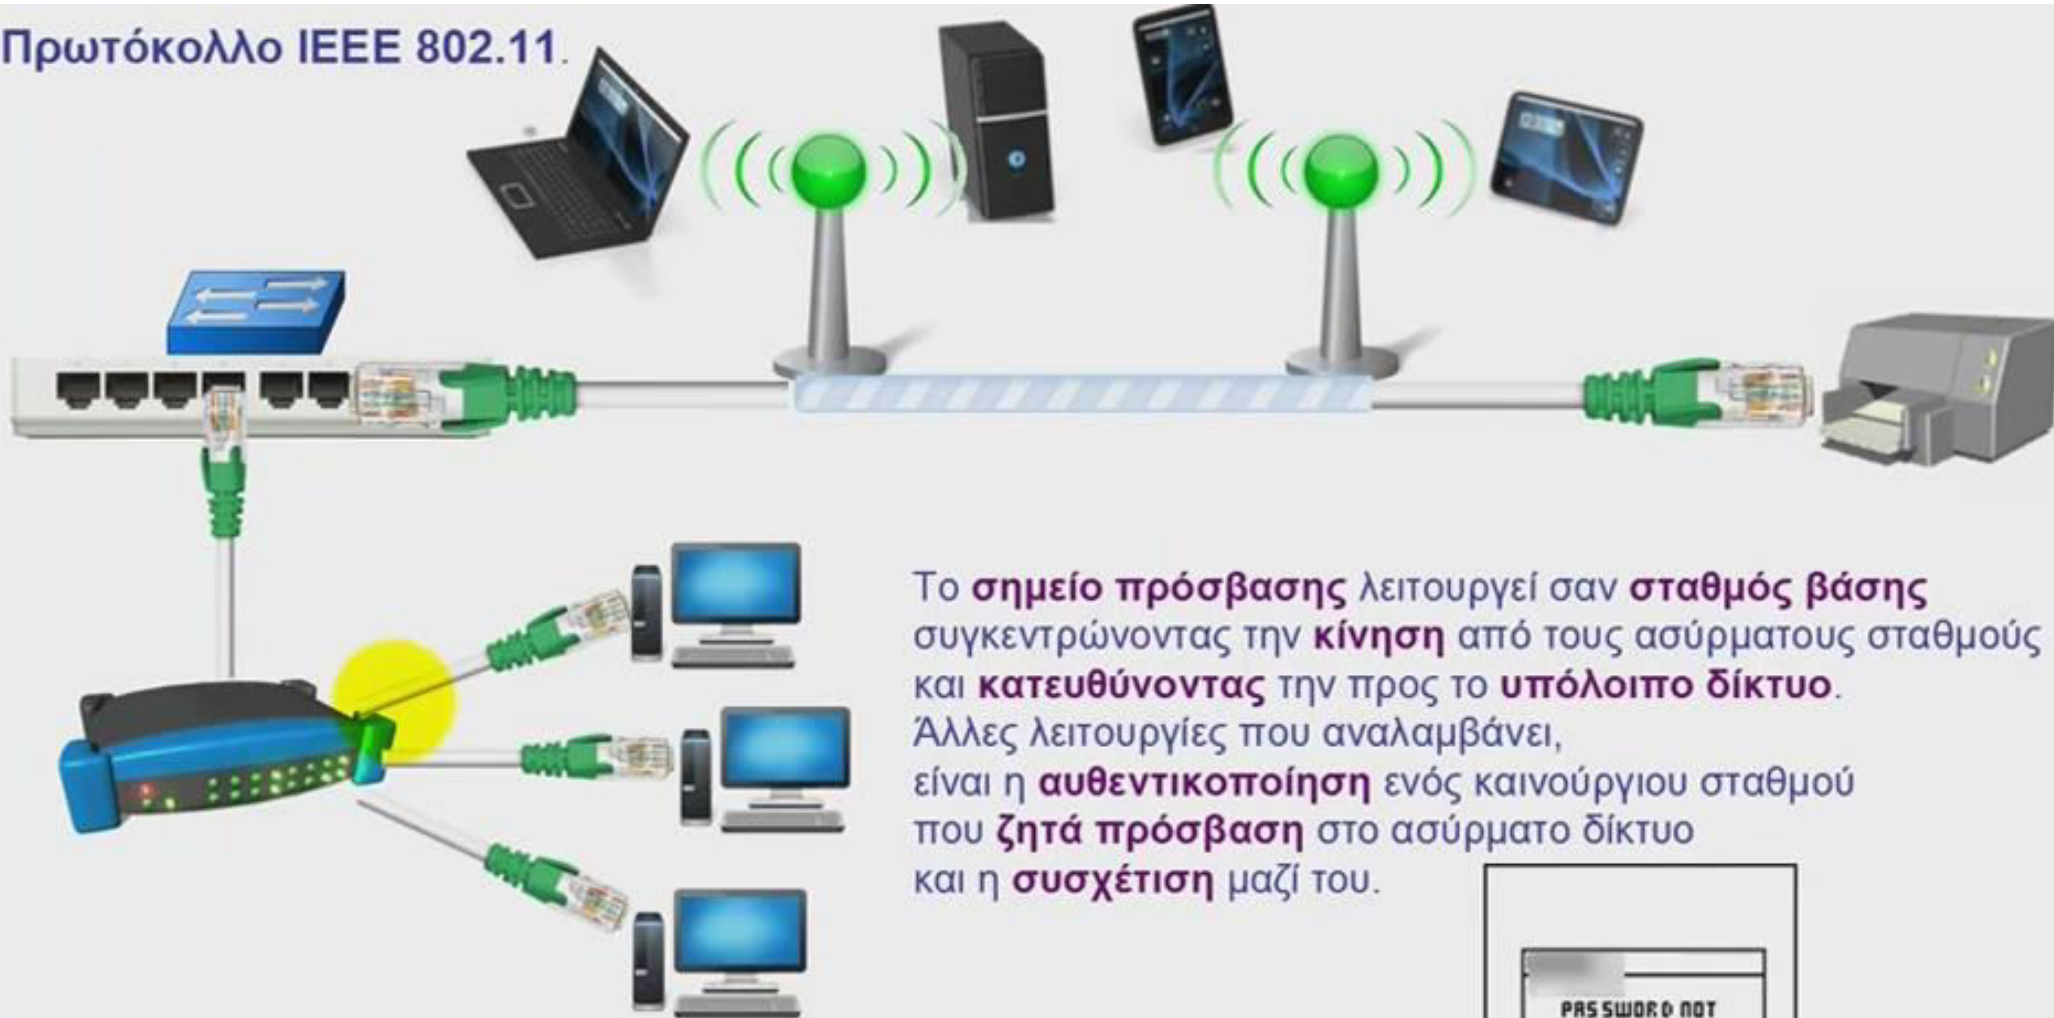 Πρωτόκολλο IEEE 802.11.
Το σημείο πρόσβασης λειτουργεί σαν σταθμός βάσης
συγκεντρώνοντας την κίνηση από τους ασύρματους σταθμούς
και κατευθύνοντας την προς το υπόλοιπο δίκτυο.
Άλλες λειτουργίες που αναλαμβάνει,
είναι η αυθεντικοποίηση ενός καινούργιου σταθμού
που ζητά πρόσβαση στο ασύρματο δίκτυο
και η συσχέτιση μαζί του.
PASSWORD NOT